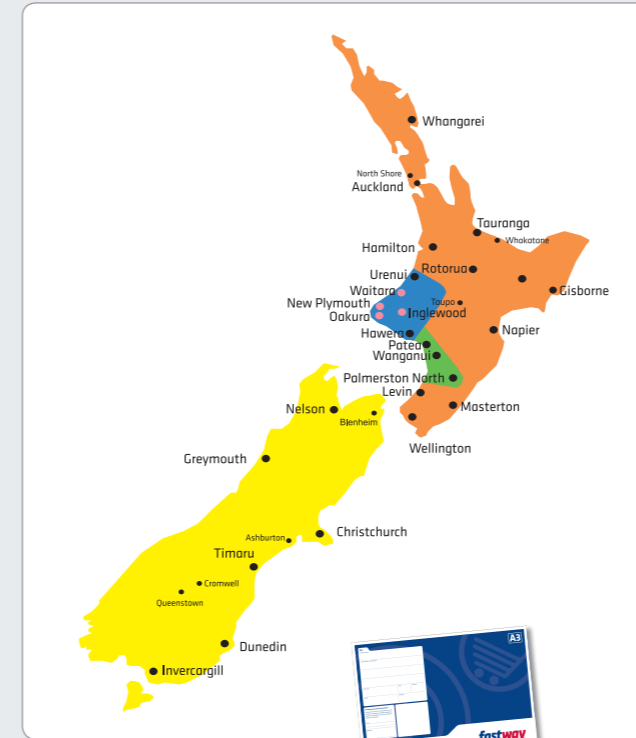 Whangarei
North Shore
Auckland
Tauranga
Whakatane
Hamilton
Urenui
Rotorua
Waitara
Gisborne
New Plymouth
Taupo
Oakura
Inglewood
Hawera
Napier
Patea
Wanganui
Palmerston North
Levin
Nelson
Masterton
Blenheim
Wellington
Greymouth
Ashburton
Christchurch
Timaru
Cromwell
Queenstown
Dunedin
A3
Invercargill
fastway